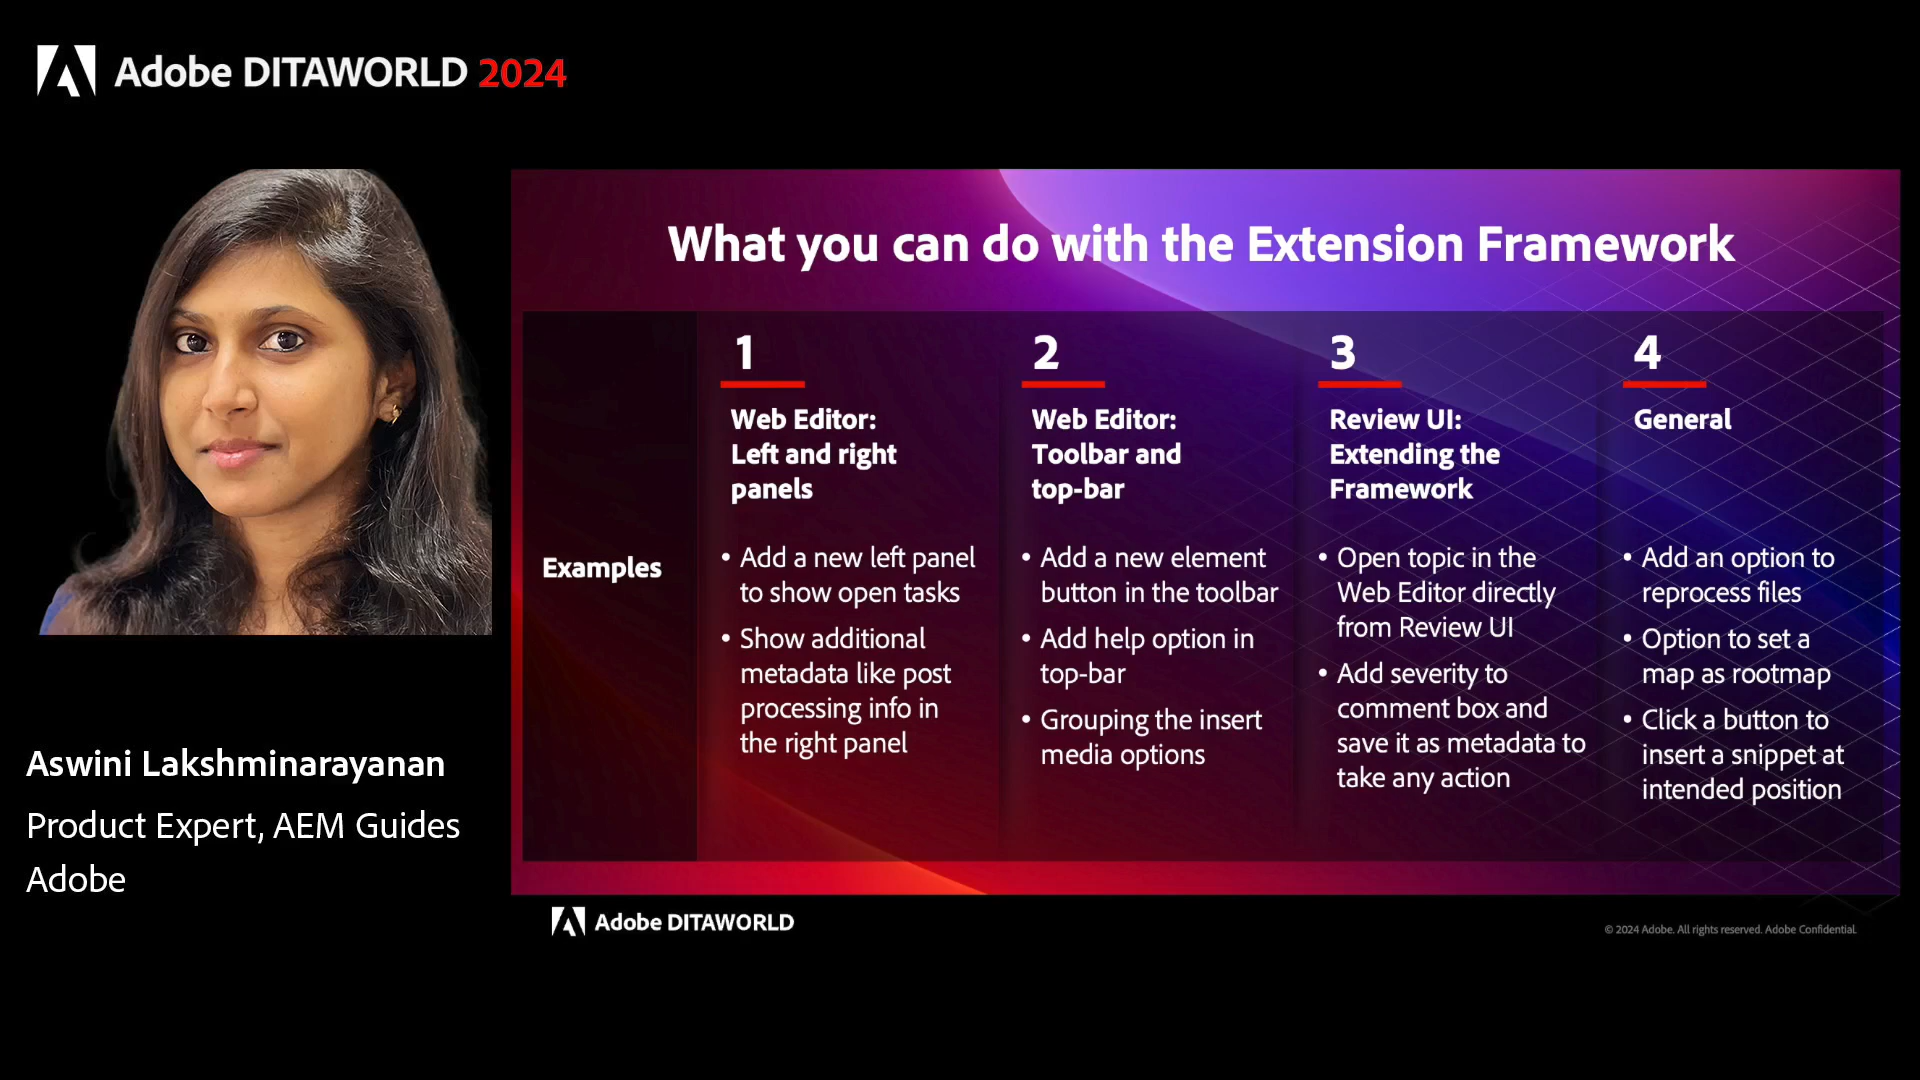 Adobe DITAWORLD 2024
What you can do with the Extension Framework
Examples
1
Web Editor:
Left and right
panels
• Add a new left panel
to show open tasks
• Show additional
metadata like post
processing info in
the right panel
2
Web Editor:
Toolbar and
top-bar
• Add a new element
button in the toolbar
• Add help option in
top-bar
• Grouping the insert
media options
3
Review UI:
Extending the
Framework
• Open topic in the
Web Editor directly
from Review UI
• Add severity to
comment box and
save it as metadata to
take any action
4
General
• Add an option to
reprocess files
• Option to set a
map as rootmap
• Click a button to
insert a snippet at
intended position
Aswini Lakshminarayanan
Product Expert, AEM Guides
Adobe
Adobe DITAWORLD
© 2024 Adobe. All rights reserved. Adobe Confidential.